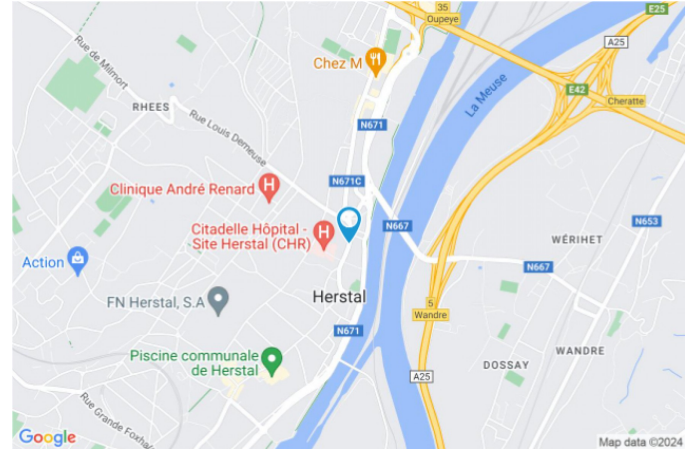 35
Oupeye
E25
A25
Chez M
Rue de Milmort
La Meuse
E42
Cheratte
RHEES
N671
Rue Louis Demeuse
Clinique André Renard
H
N671C
N653
Citadelle Hôpital -
Site Herstal (CHR)
H
N667
WÉRIHET
Action
N667
FN Herstal, S.A
Herstal
5
Wandre
N671
WANDRE
Piscine communale
de Herstal
DOSSAY
A25
Rue Grande Foxha
Google
Map data ©2024